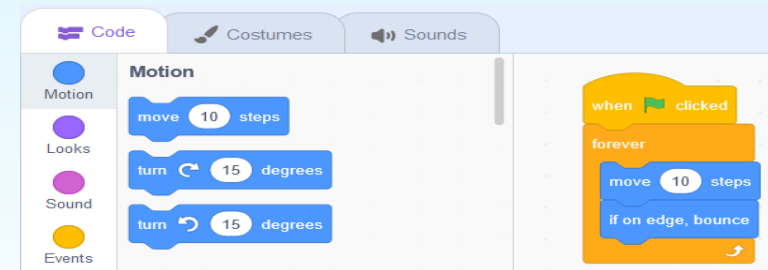 Code Costumes Sounds
Motion
Looks
Sound
Events
Motion
move 10 steps
turn 15 degrees
turn 15 degrees
when clicked
forever
move 10 steps
if on edge, bounce